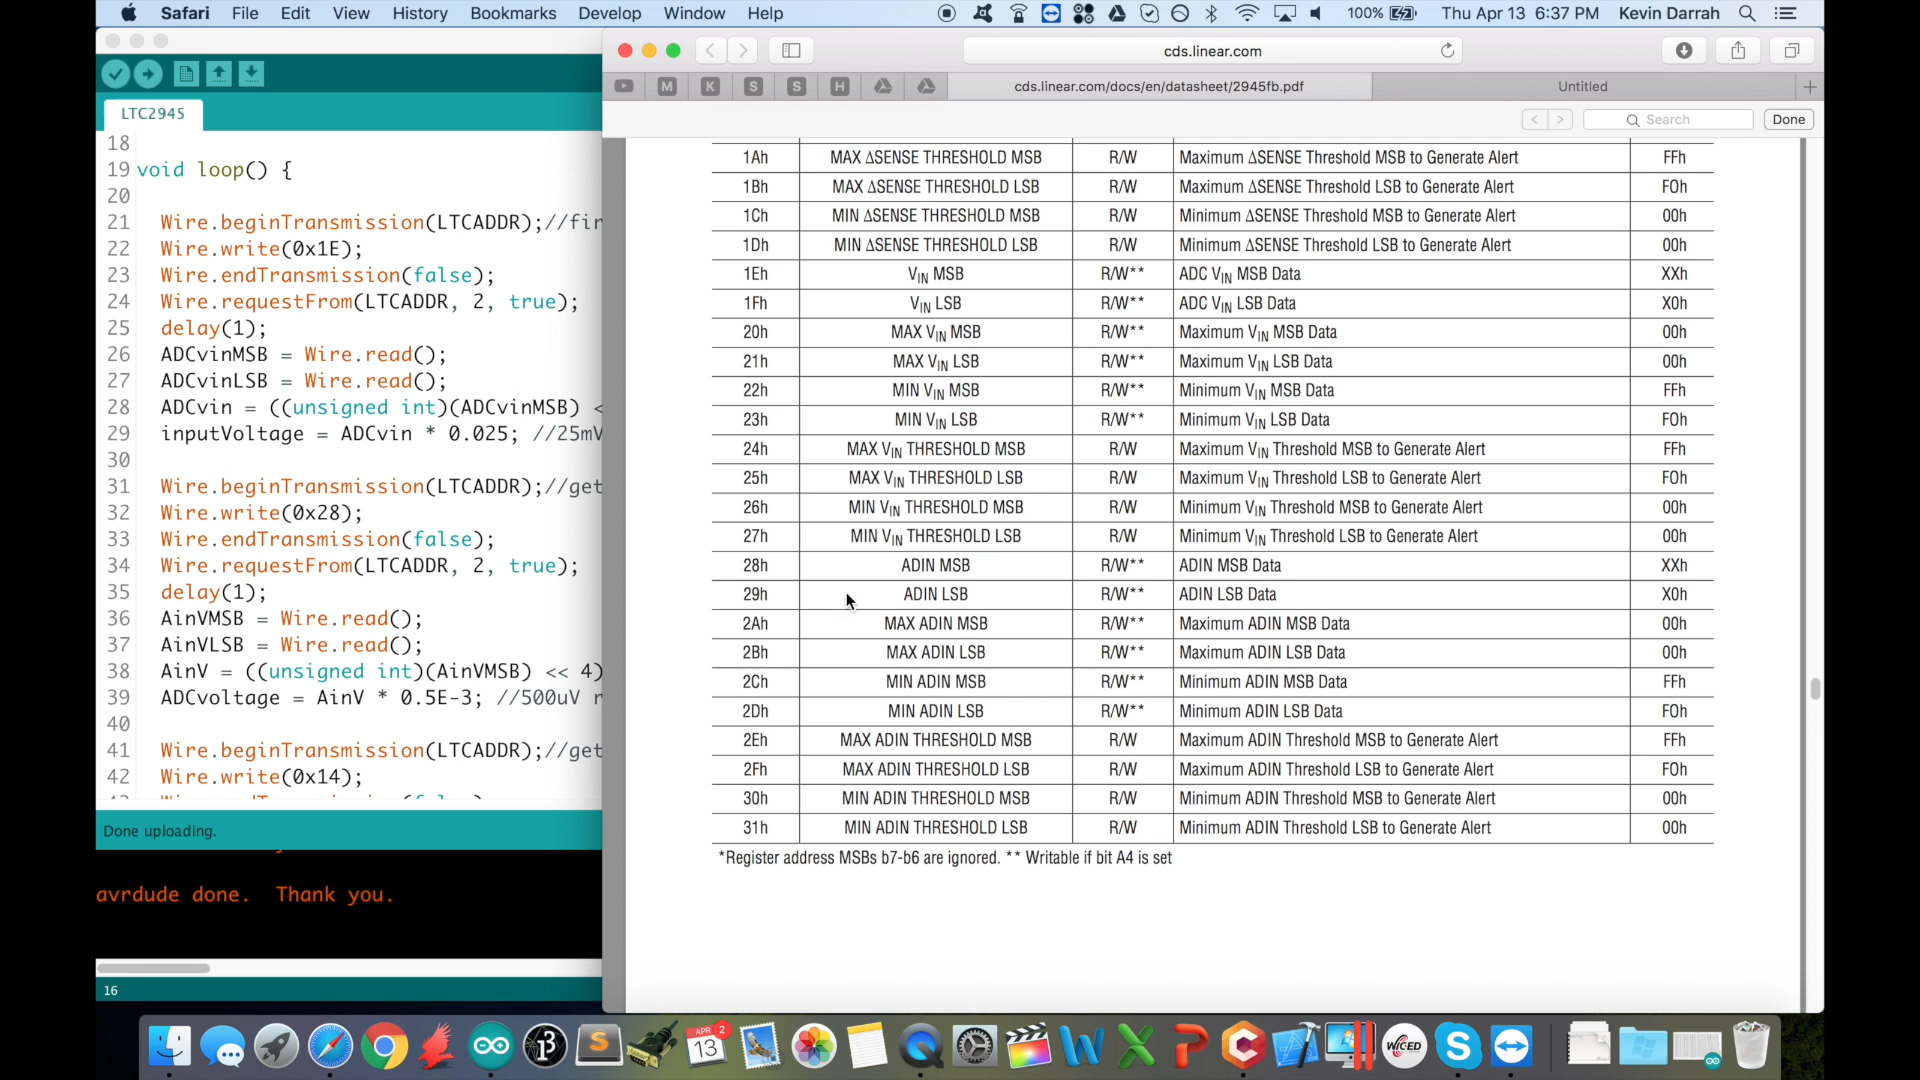 Safari File Edit View History Bookmarks Develop Window Help 100% Thu Apr 13 6:37 PM Kevin Darrah
cds.linear.com
M K S S H cds.linear.com/docs/en/datasheet/2945fb.pdf Untitled
Search Done
LTC2945
18
19 void loop() {
20
21 Wire.beginTransmission(LTCADDR);//fir
22 Wire.write(0x1E);
23 Wire.endTransmission(false);
24 Wire.requestFrom(LTCADDR, 2, true);
25 delay(1);
26 ADCvinMSB = Wire.read();
27 ADCvinLSB = Wire.read();
28 ADCvin = ((unsigned int)(ADCvinMSB) <
29 inputVoltage = ADCvin * 0.025; //25mV
30
31 Wire.beginTransmission(LTCADDR);//get
32 Wire.write(0x28);
33 Wire.endTransmission(false);
34 Wire.requestFrom(LTCADDR, 2, true);
35 delay(1);
36 AinVMSB = Wire.read();
37 AinVLSB = Wire.read();
38 AinV = ((unsigned int)(AinVMSB) << 4)
39 ADCvoltage = AinV * 0.5E-3; //500uV r
40
41 Wire.beginTransmission(LTCADDR);//get
42 Wire.write(0x14);
Done uploading.
avrdude done. Thank you.
16
1Ah MAX ΔSENSE THRESHOLD MSB R/W Maximum ΔSENSE Threshold MSB to Generate Alert FFh
1Bh MAX ΔSENSE THRESHOLD LSB R/W Maximum ΔSENSE Threshold LSB to Generate Alert F0h
1Ch MIN ΔSENSE THRESHOLD MSB R/W Minimum ΔSENSE Threshold MSB to Generate Alert 00h
1Dh MIN ΔSENSE THRESHOLD LSB R/W Minimum ΔSENSE Threshold LSB to Generate Alert 00h
1Eh VIN MSB R/W** ADC VIN MSB Data XXh
1Fh VIN LSB R/W** ADC VIN LSB Data X0h
20h MAX VIN MSB R/W** Maximum VIN MSB Data 00h
21h MAX VIN LSB R/W** Maximum VIN LSB Data 00h
22h MIN VIN MSB R/W** Minimum VIN MSB Data FFh
23h MIN VIN LSB R/W** Minimum VIN LSB Data F0h
24h MAX VIN THRESHOLD MSB R/W Maximum VIN Threshold MSB to Generate Alert FFh
25h MAX VIN THRESHOLD LSB R/W Maximum VIN Threshold LSB to Generate Alert F0h
26h MIN VIN THRESHOLD MSB R/W Minimum VIN Threshold MSB to Generate Alert 00h
27h MIN VIN THRESHOLD LSB R/W Minimum VIN Threshold LSB to Generate Alert 00h
28h ADIN MSB R/W** ADIN MSB Data XXh
29h ADIN LSB R/W** ADIN LSB Data X0h
2Ah MAX ADIN MSB R/W** Maximum ADIN MSB Data 00h
2Bh MAX ADIN LSB R/W** Maximum ADIN LSB Data 00h
2Ch MIN ADIN MSB R/W** Minimum ADIN MSB Data FFh
2Dh MIN ADIN LSB R/W** Minimum ADIN LSB Data F0h
2Eh MAX ADIN THRESHOLD MSB R/W Maximum ADIN Threshold MSB to Generate Alert FFh
2Fh MAX ADIN THRESHOLD LSB R/W Maximum ADIN Threshold LSB to Generate Alert F0h
30h MIN ADIN THRESHOLD MSB R/W Minimum ADIN Threshold MSB to Generate Alert 00h
31h MIN ADIN THRESHOLD LSB R/W Minimum ADIN Threshold LSB to Generate Alert 00h
*Register address MSBs b7-b6 are ignored. ** Writable if bit A4 is set
APR 2
13
WICED